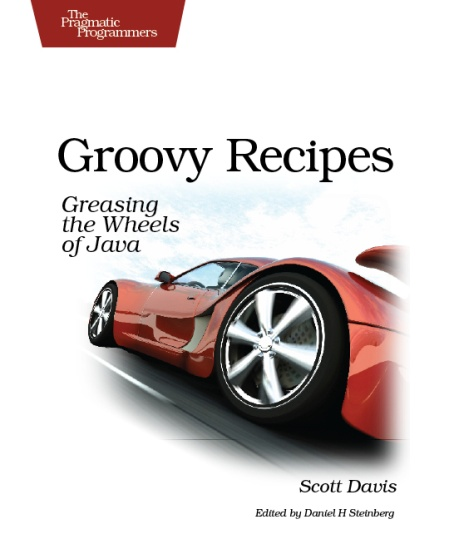 The
Pragmatic
Programmers
Groovy Recipes
Greasing
the Wheels
of Java
Scott Davis
Edited by Daniel H Steinberg